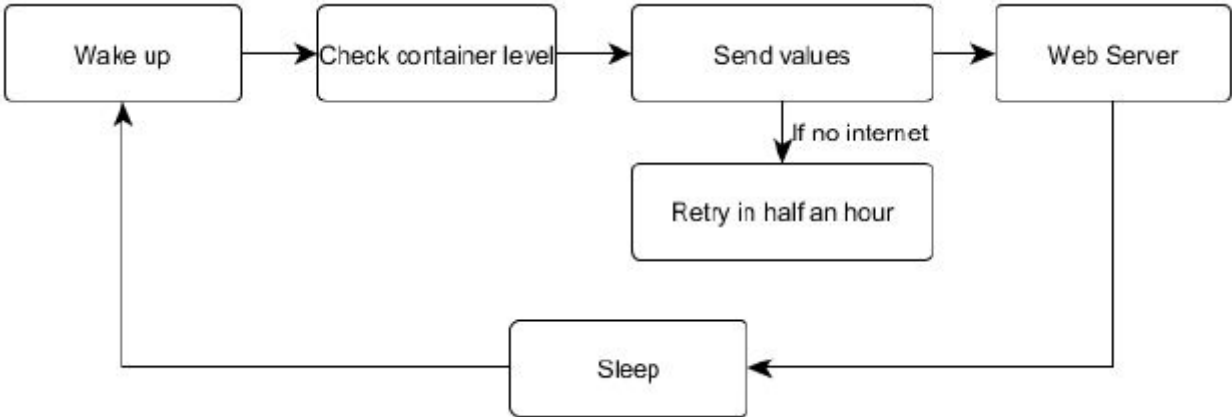 Wake up
Check container level
Send values
Web Server
If no internet
Retry in half an hour
Sleep